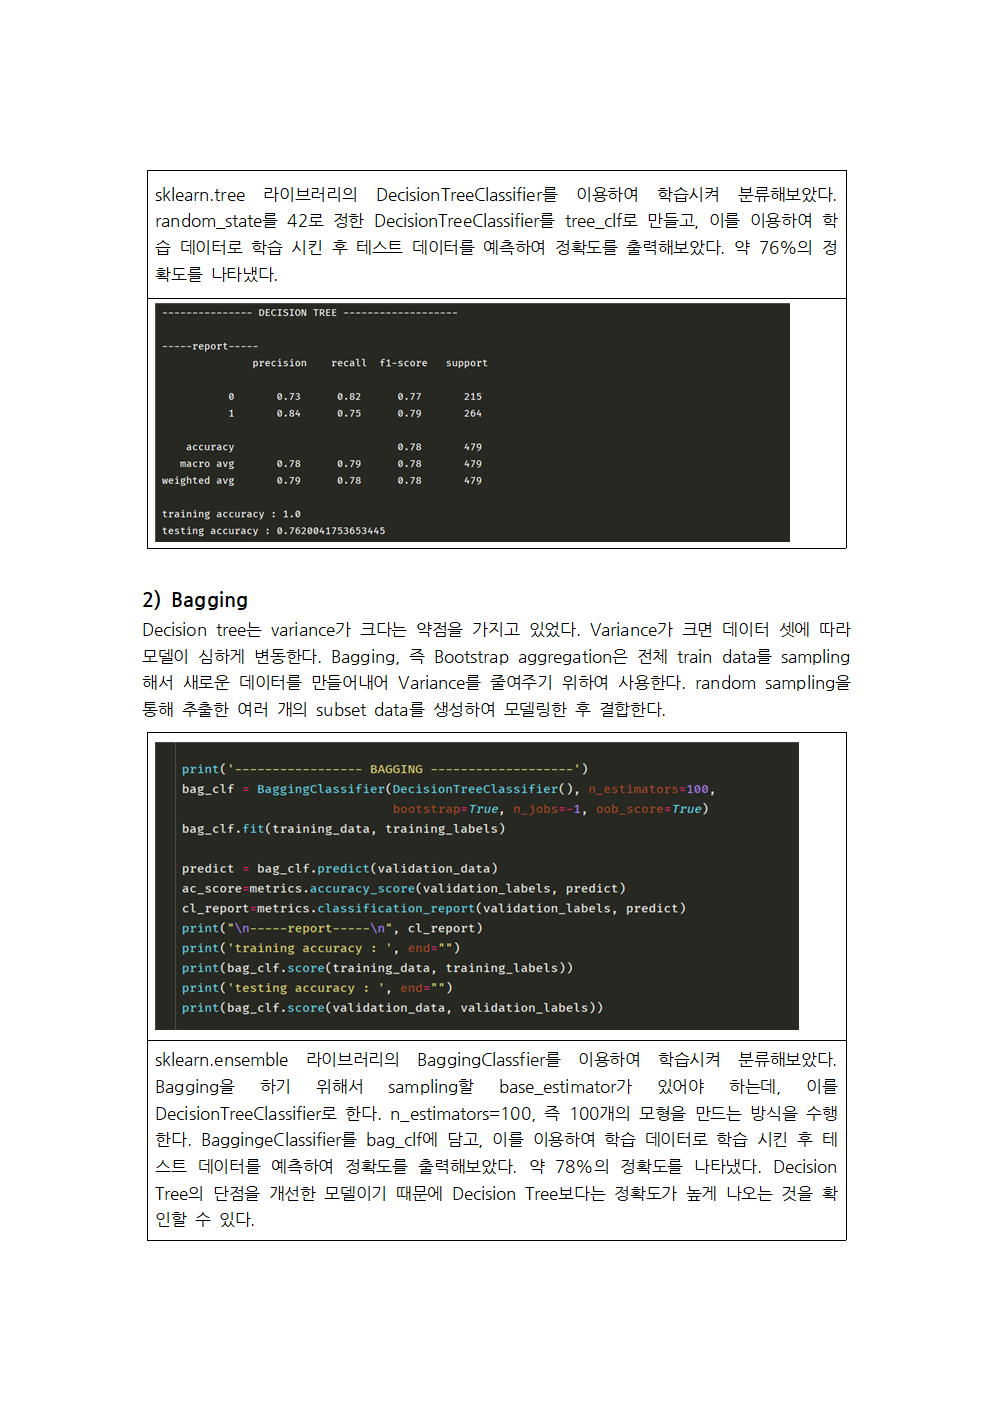 sklearn.tree 라이브러리의 DecisionTreeClassifier를 이용하여 학습시켜 분류해보았다.
random_state를 42로 정한 DecisionTreeClassifier를 tree_clf로 만들고, 이를 이용하여 학
습 데이터로 학습 시킨 후 테스트 데이터를 예측하여 정확도를 출력해보았다. 약 76%의 정
확도를 나타냈다.
--------------- DECISION TREE -------------------
-----report-----
precision recall f1-score support
0 0.73 0.82 0.77 215
1 0.84 0.75 0.79 264
accuracy 0.78 479
macro avg 0.78 0.79 0.78 479
weighted avg 0.79 0.78 0.78 479
training accuracy : 1.0
testing accuracy : 0.7620041753653445
2) Bagging
Decision tree는 variance가 크다는 약점을 가지고 있었다. Variance가 크면 데이터 셋에 따라
모델이 심하게 변동한다. Bagging, 즉 Bootstrap aggregation은 전체 train data를 sampling
해서 새로운 데이터를 만들어내어 Variance를 줄여주기 위하여 사용한다. random sampling을
통해 추출한 여러 개의 subset data를 생성하여 모델링한 후 결합한다.
print('----------------- BAGGING -------------------')
bag_clf = BaggingClassifier(DecisionTreeClassifier(), n_estimators=100,
bootstrap=True, n_jobs=-1, oob_score=True)
bag_clf.fit(training_data, training_labels)
predict = bag_clf.predict(validation_data)
ac_score=metrics.accuracy_score(validation_labels, predict)
cl_report=metrics.classification_report(validation_labels, predict)
print("\n-----report-----\n", cl_report)
print('training accuracy : ', end="")
print(bag_clf.score(training_data, training_labels))
print('testing accuracy : ', end="")
print(bag_clf.score(validation_data, validation_labels))
sklearn.ensemble 라이브러리의 BaggingClassfier를 이용하여 학습시켜 분류해보았다.
Bagging을 하기 위해서 sampling할 base_estimator가 있어야 하는데, 이를
DecisionTreeClassifier로 한다. n_estimators=100, 즉 100개의 모형을 만드는 방식을 수행
한다. BaggingeClassifier를 bag_clf에 담고, 이를 이용하여 학습 데이터로 학습 시킨 후 테
스트 데이터를 예측하여 정확도를 출력해보았다. 약 78%의 정확도를 나타냈다. Decision
Tree의 단점을 개선한 모델이기 때문에 Decision Tree보다는 정확도가 높게 나오는 것을 확
인할 수 있다.